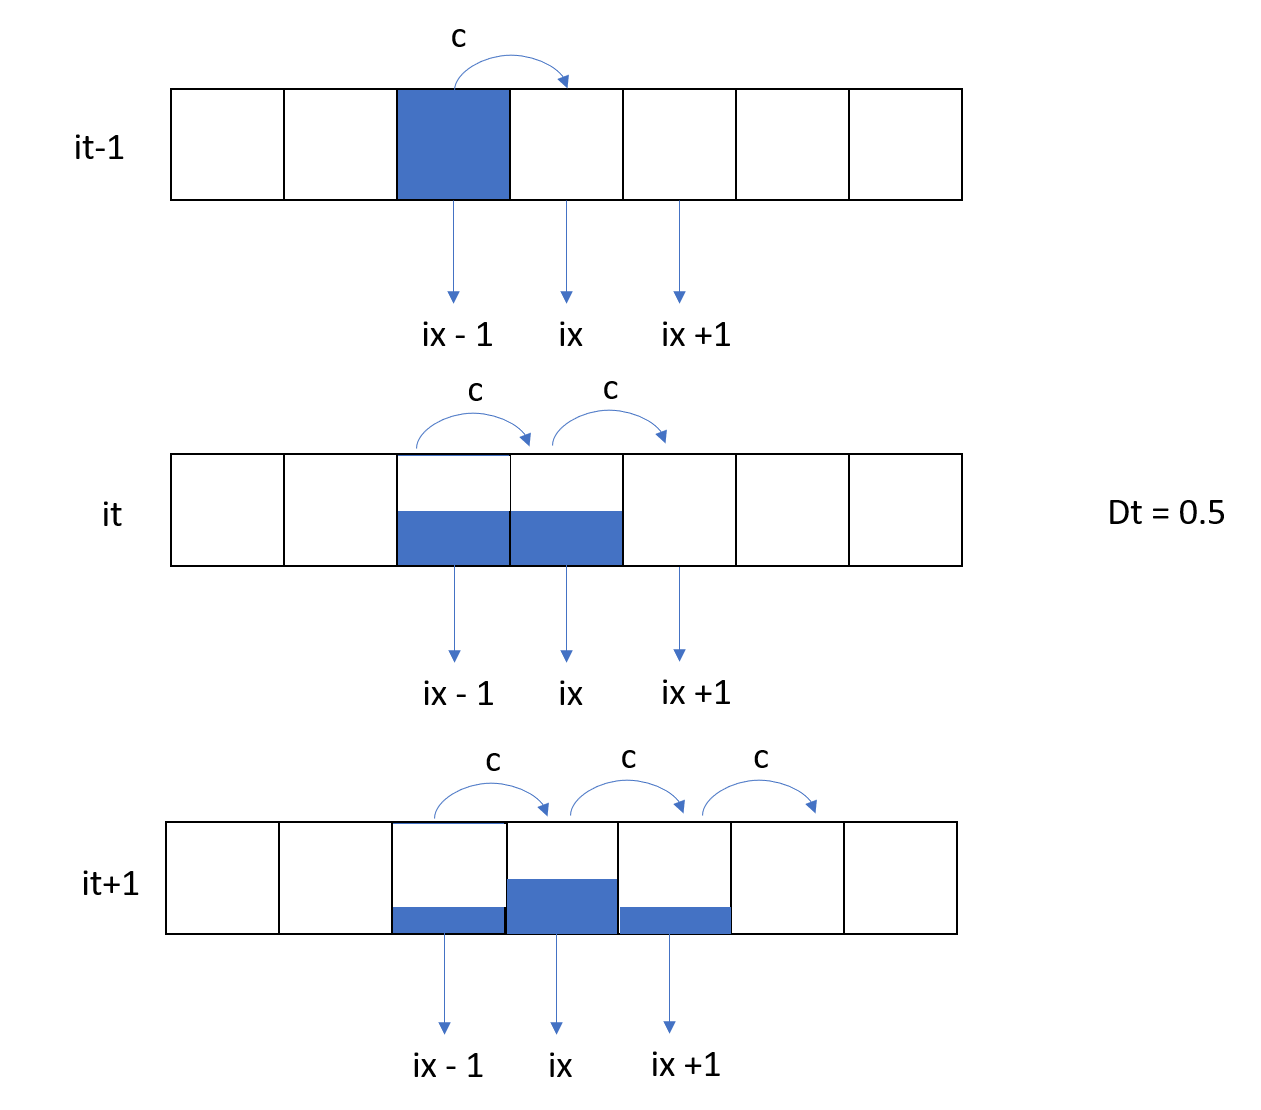 c
it-1
ix - 1 ix ix +1
c c
it
Dt = 0.5
ix - 1 ix ix +1
c c c
it+1
ix - 1 ix ix +1